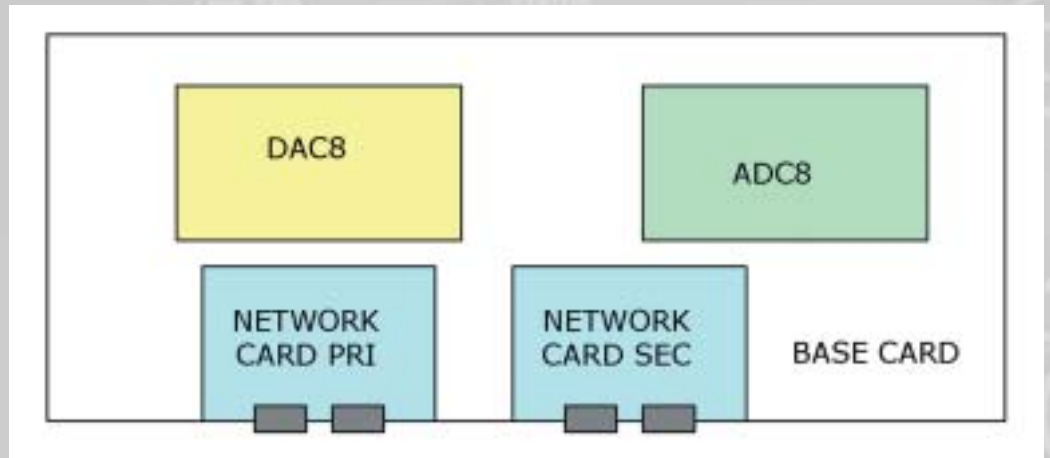 DAC8
ADC8
NETWORK
CARD PRI
NETWORK
CARD SEC
BASE CARD